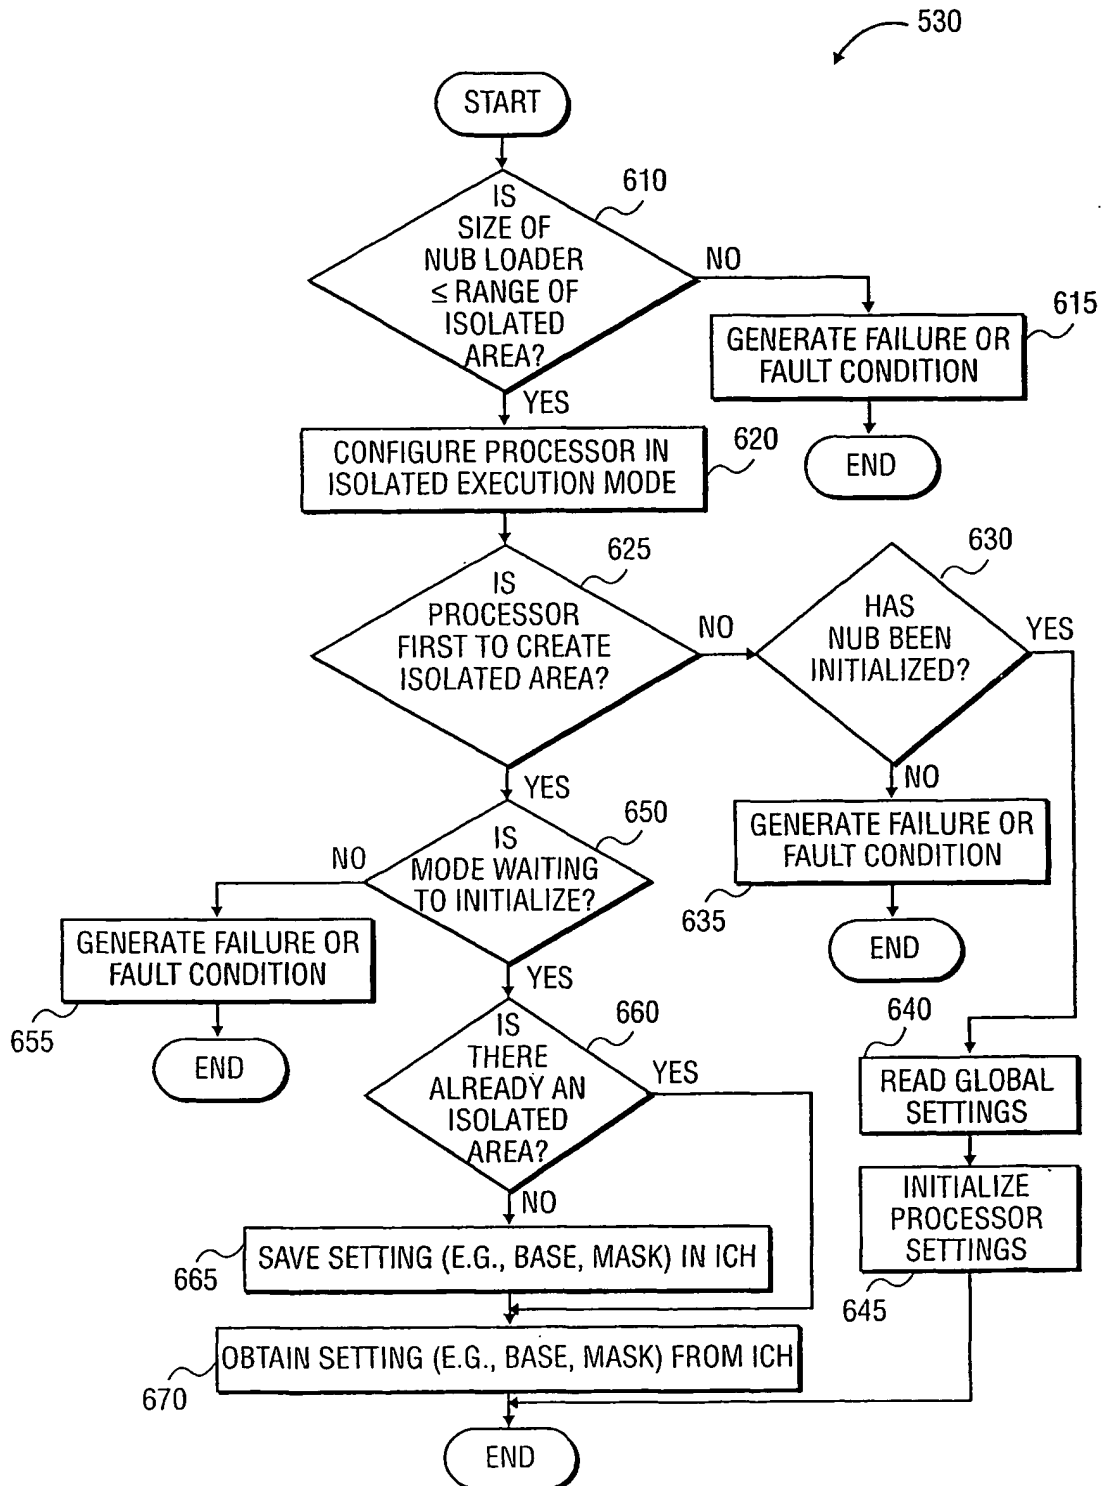 530
START
610
IS
SIZE OF
NUB LOADER
≤ RANGE OF
ISOLATED
AREA?
NO
615
GENERATE FAILURE OR
FAULT CONDITION
END
YES
620
CONFIGURE PROCESSOR IN
ISOLATED EXECUTION MODE
625
IS
PROCESSOR
FIRST TO CREATE
ISOLATED AREA?
NO
630
HAS
NUB BEEN
INITIALIZED?
YES
NO
GENERATE FAILURE OR
FAULT CONDITION
635
END
YES
650
IS
MODE WAITING
TO INITIALIZE?
NO
GENERATE FAILURE OR
FAULT CONDITION
655
END
YES
660
IS
THERE
ALREADY AN
ISOLATED
AREA?
YES
640
READ GLOBAL
SETTINGS
INITIALIZE
PROCESSOR
SETTINGS
645
NO
SAVE SETTING (E.G., BASE, MASK) IN ICH
665
OBTAIN SETTING (E.G., BASE, MASK) FROM ICH
670
END